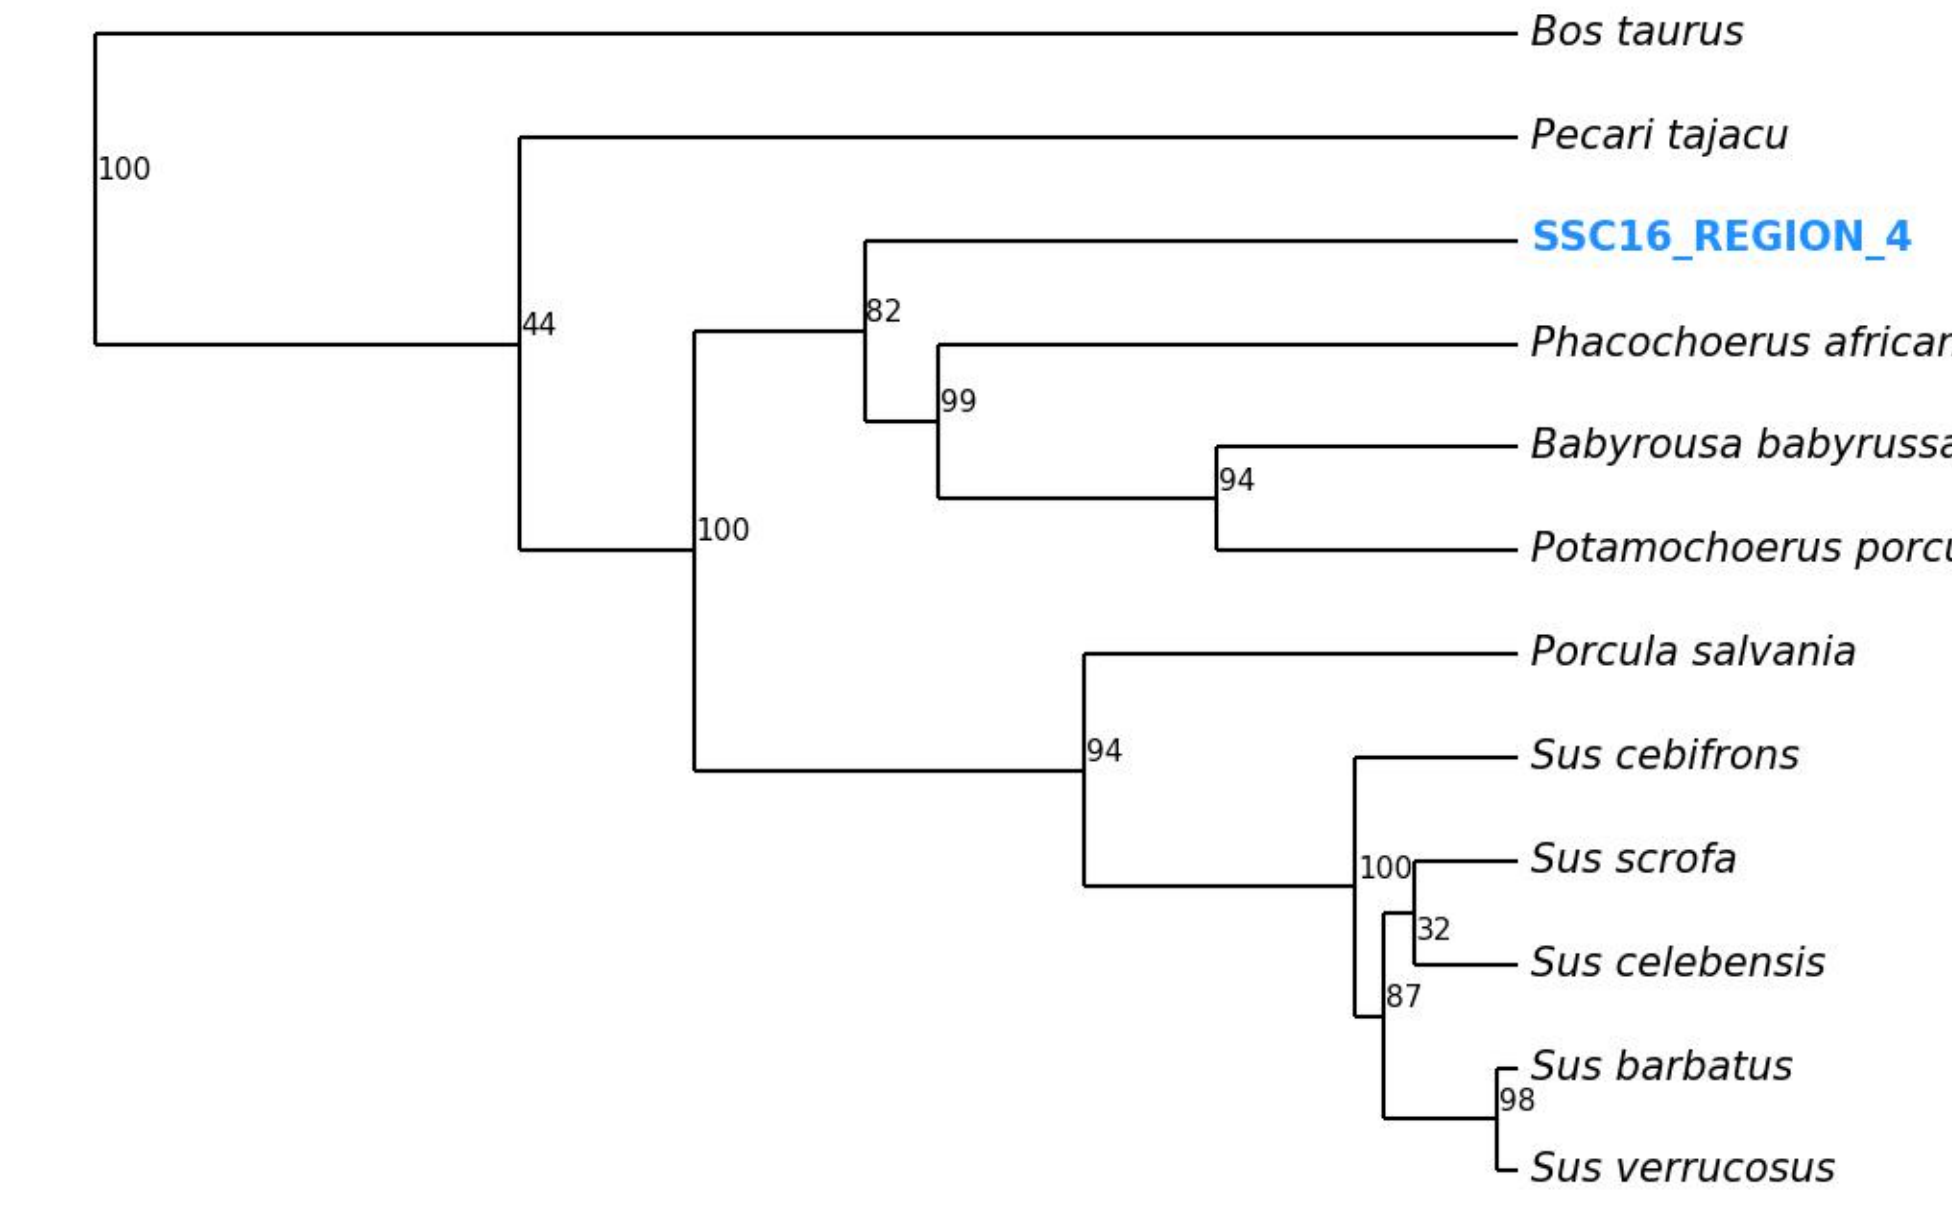 Bos taurus
100
Pecari tajacu
SSC16_REGION_4
82
44
Phacochoerus african
99
Babyrousa babyrussa
94
100
Potamochoerus porcu
Porcula salvania
94
Sus cebifrons
100
Sus scrofa
32
Sus celebensis
87
Sus barbatus
98
Sus verrucosus